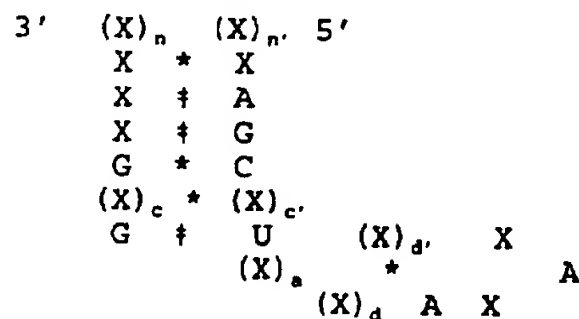 3' (X)n (X)n' 5'
X * X
X ‡ A
X ‡ G
G * C
(X)c * (X)c'
G ‡ U (X)d' X
(X)a * A
(X)d A X